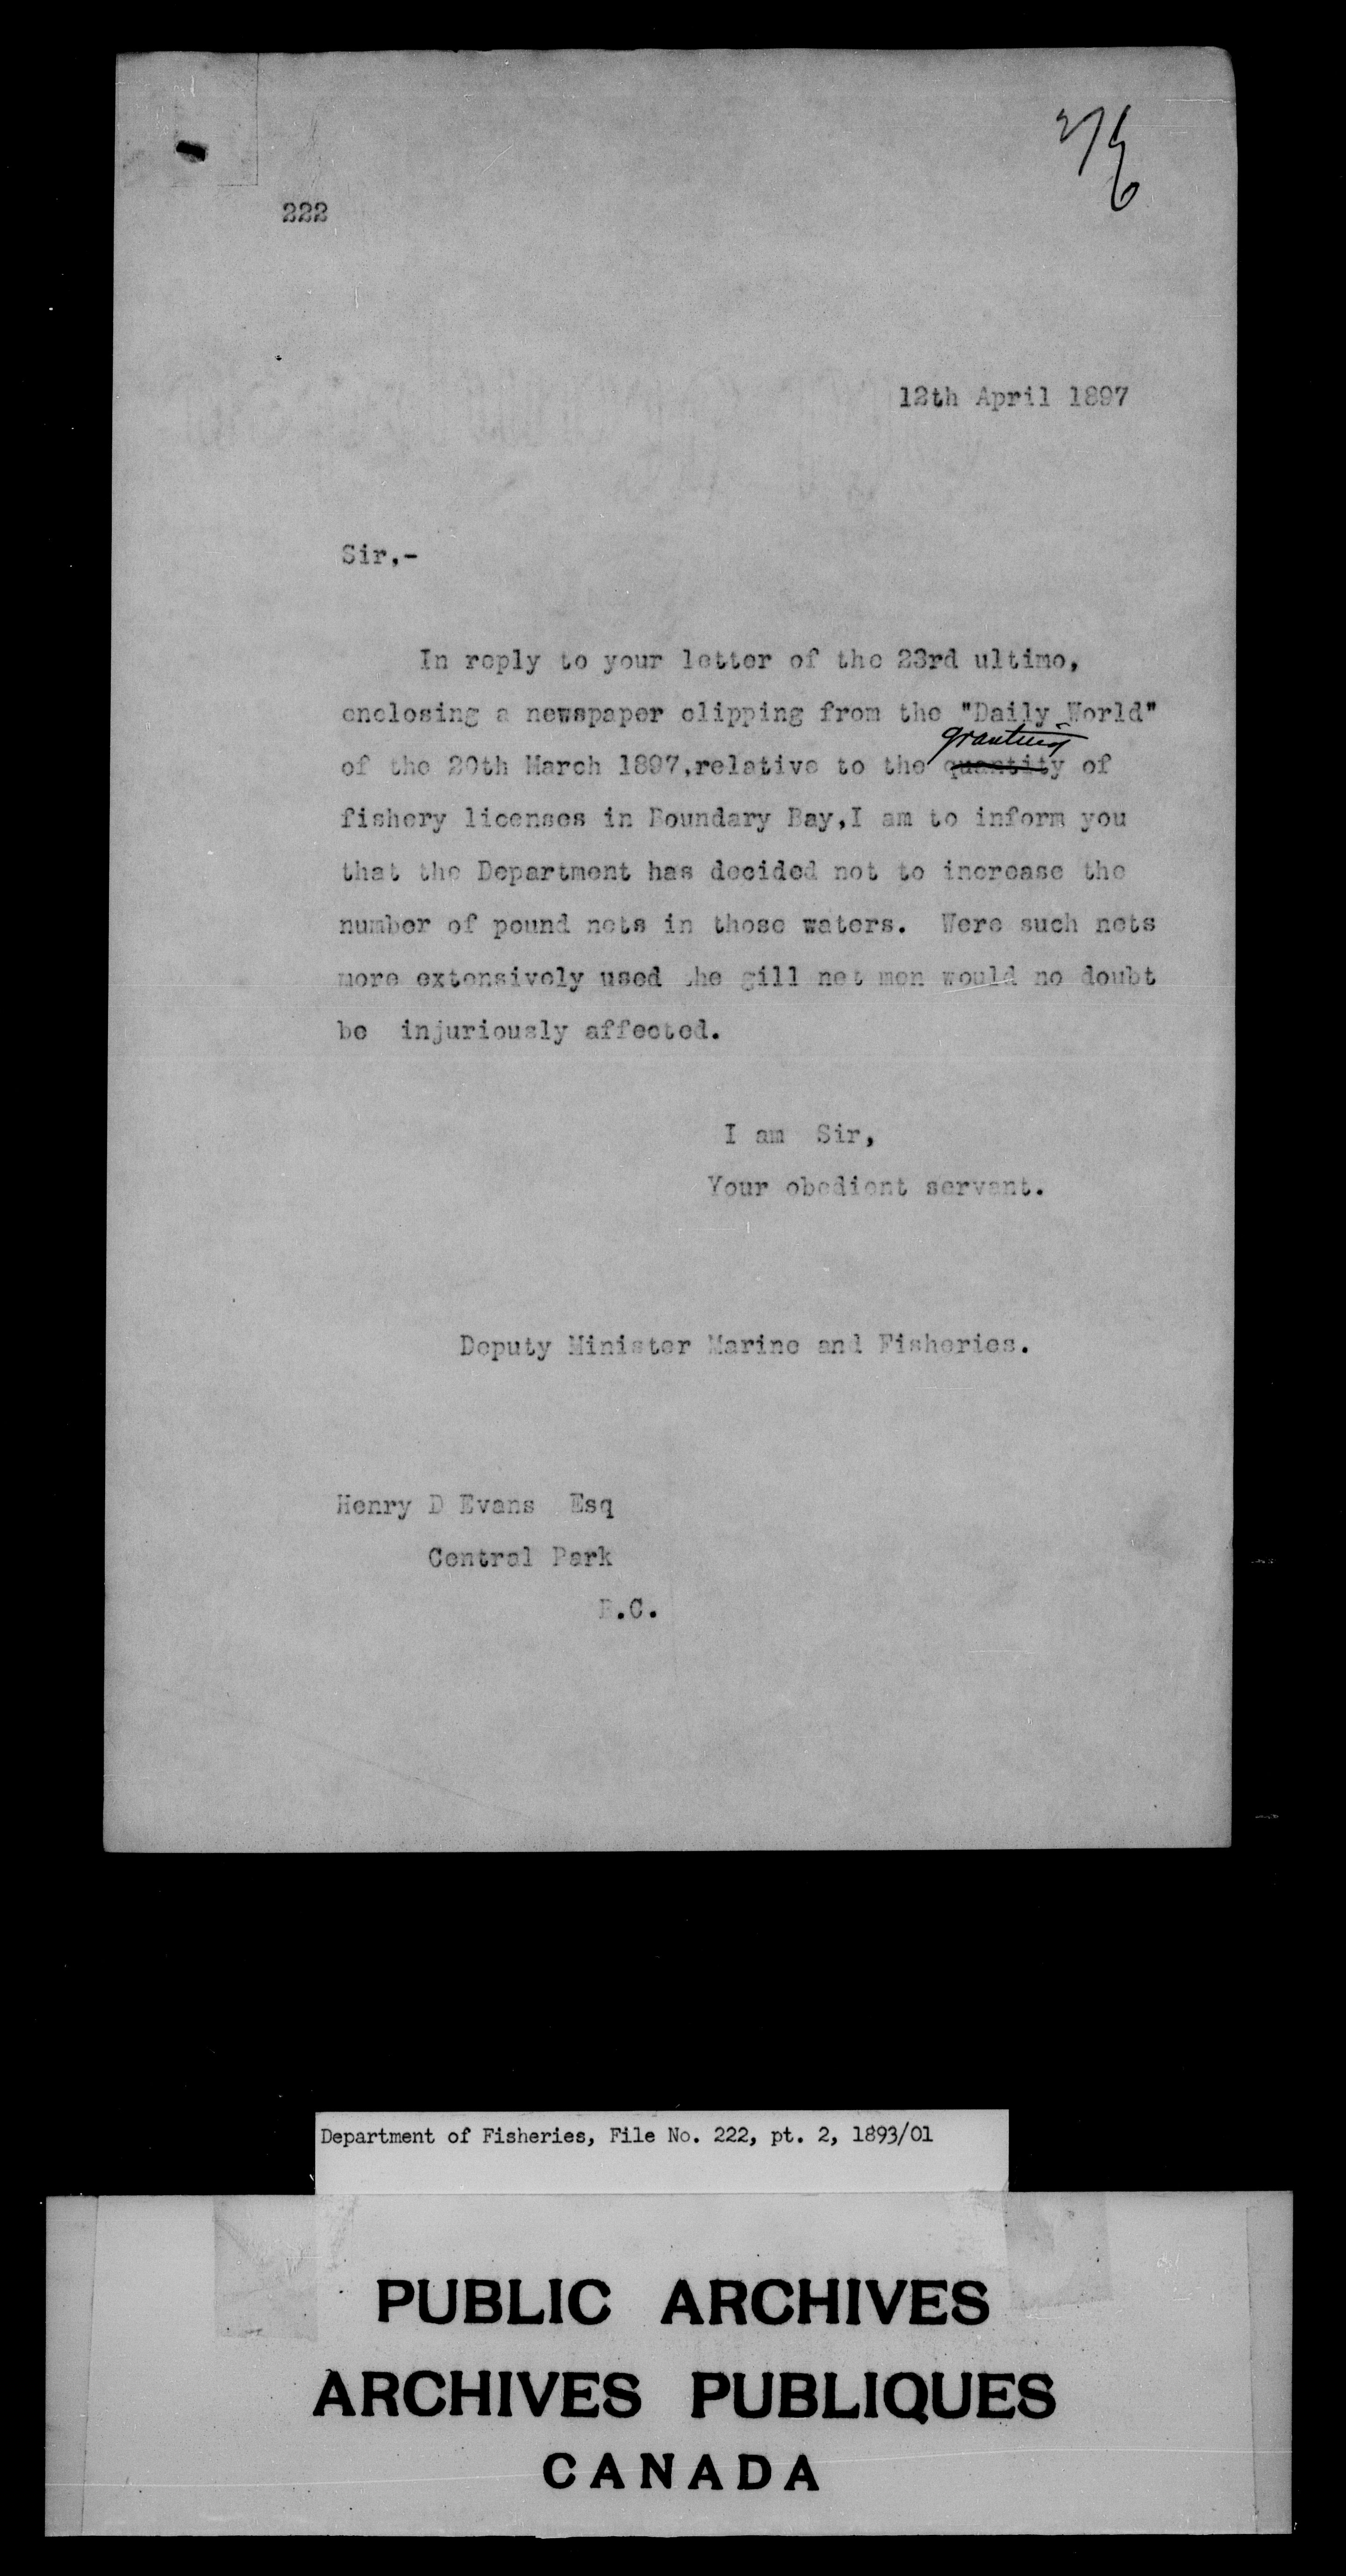 222
12th April 1897
Sir,-
In reply to your letter of the 23rd ultimo,
enclosing a newspaper clipping from the "Daily World"
granting
of the 20th March 1897,relative to the quantity of
fishery licenses in Boundary Bay,I am to inform you
that the Department has decided not to increase the
number of pound nets in those waters. Were such nets
more extensively used the gill net men would no doubt
be injuriously affected.
I am Sir,
Your obedient servant.
Deputy Minister Marine and Fisheries.
Henry D Evans Esq
Central Park
B.C.
Department of Fisheries, File No. 222, pt. 2, 1893/01
PUBLIC ARCHIVES
ARCHIVES PUBLIQUES
CANADA